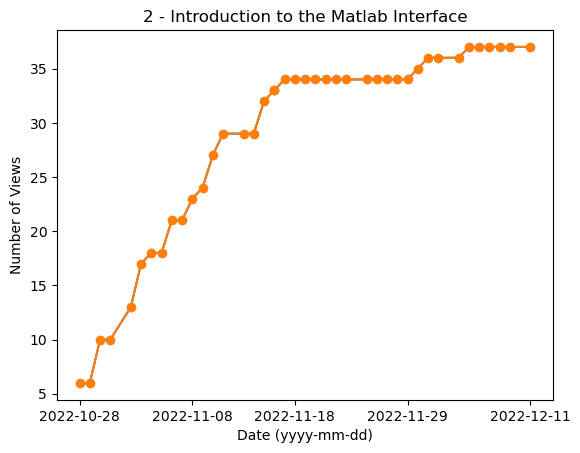 2 - Introduction to the Matlab Interface
Number of Views
35
30
25
20
15
10
5
2022-10-28 2022-11-08 2022-11-18 2022-11-29 2022-12-11
Date (yyyy-mm-dd)